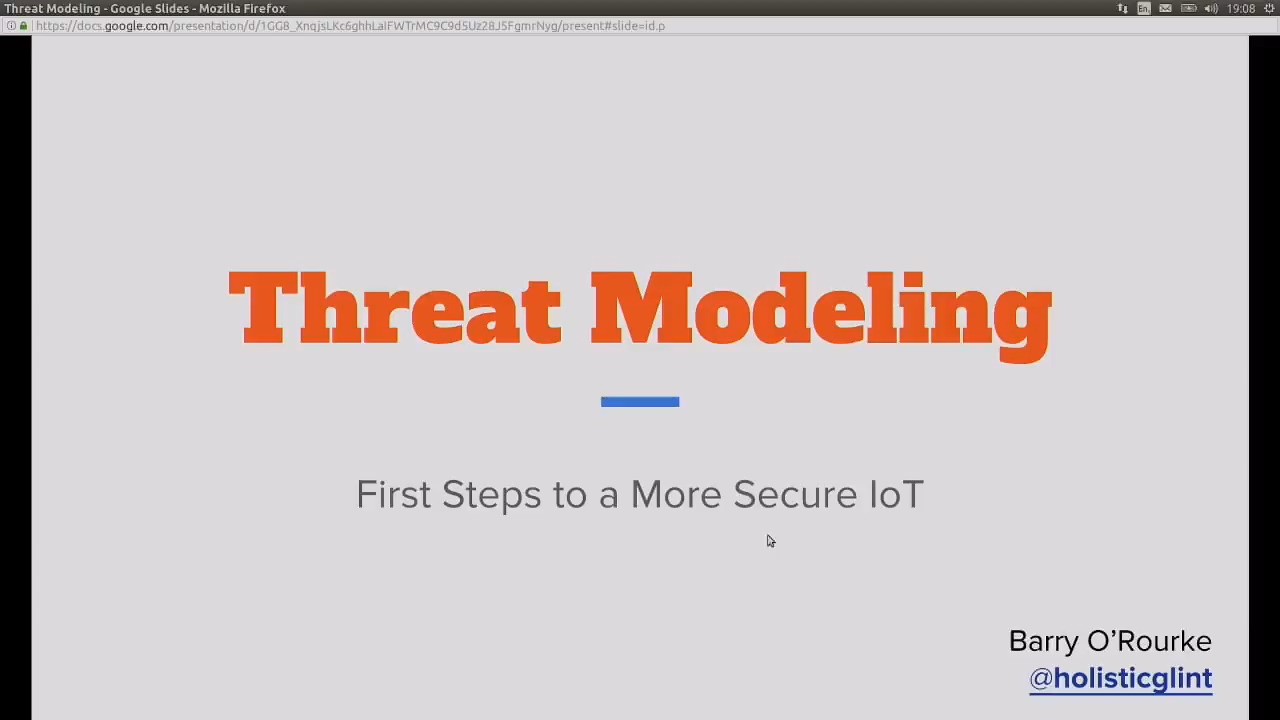 Threat Modeling - Google Slides - Mozilla Firefox
En
19:08
Threat Modeling
First Steps to a More Secure IoT
Barry O'Rourke
@holisticglint